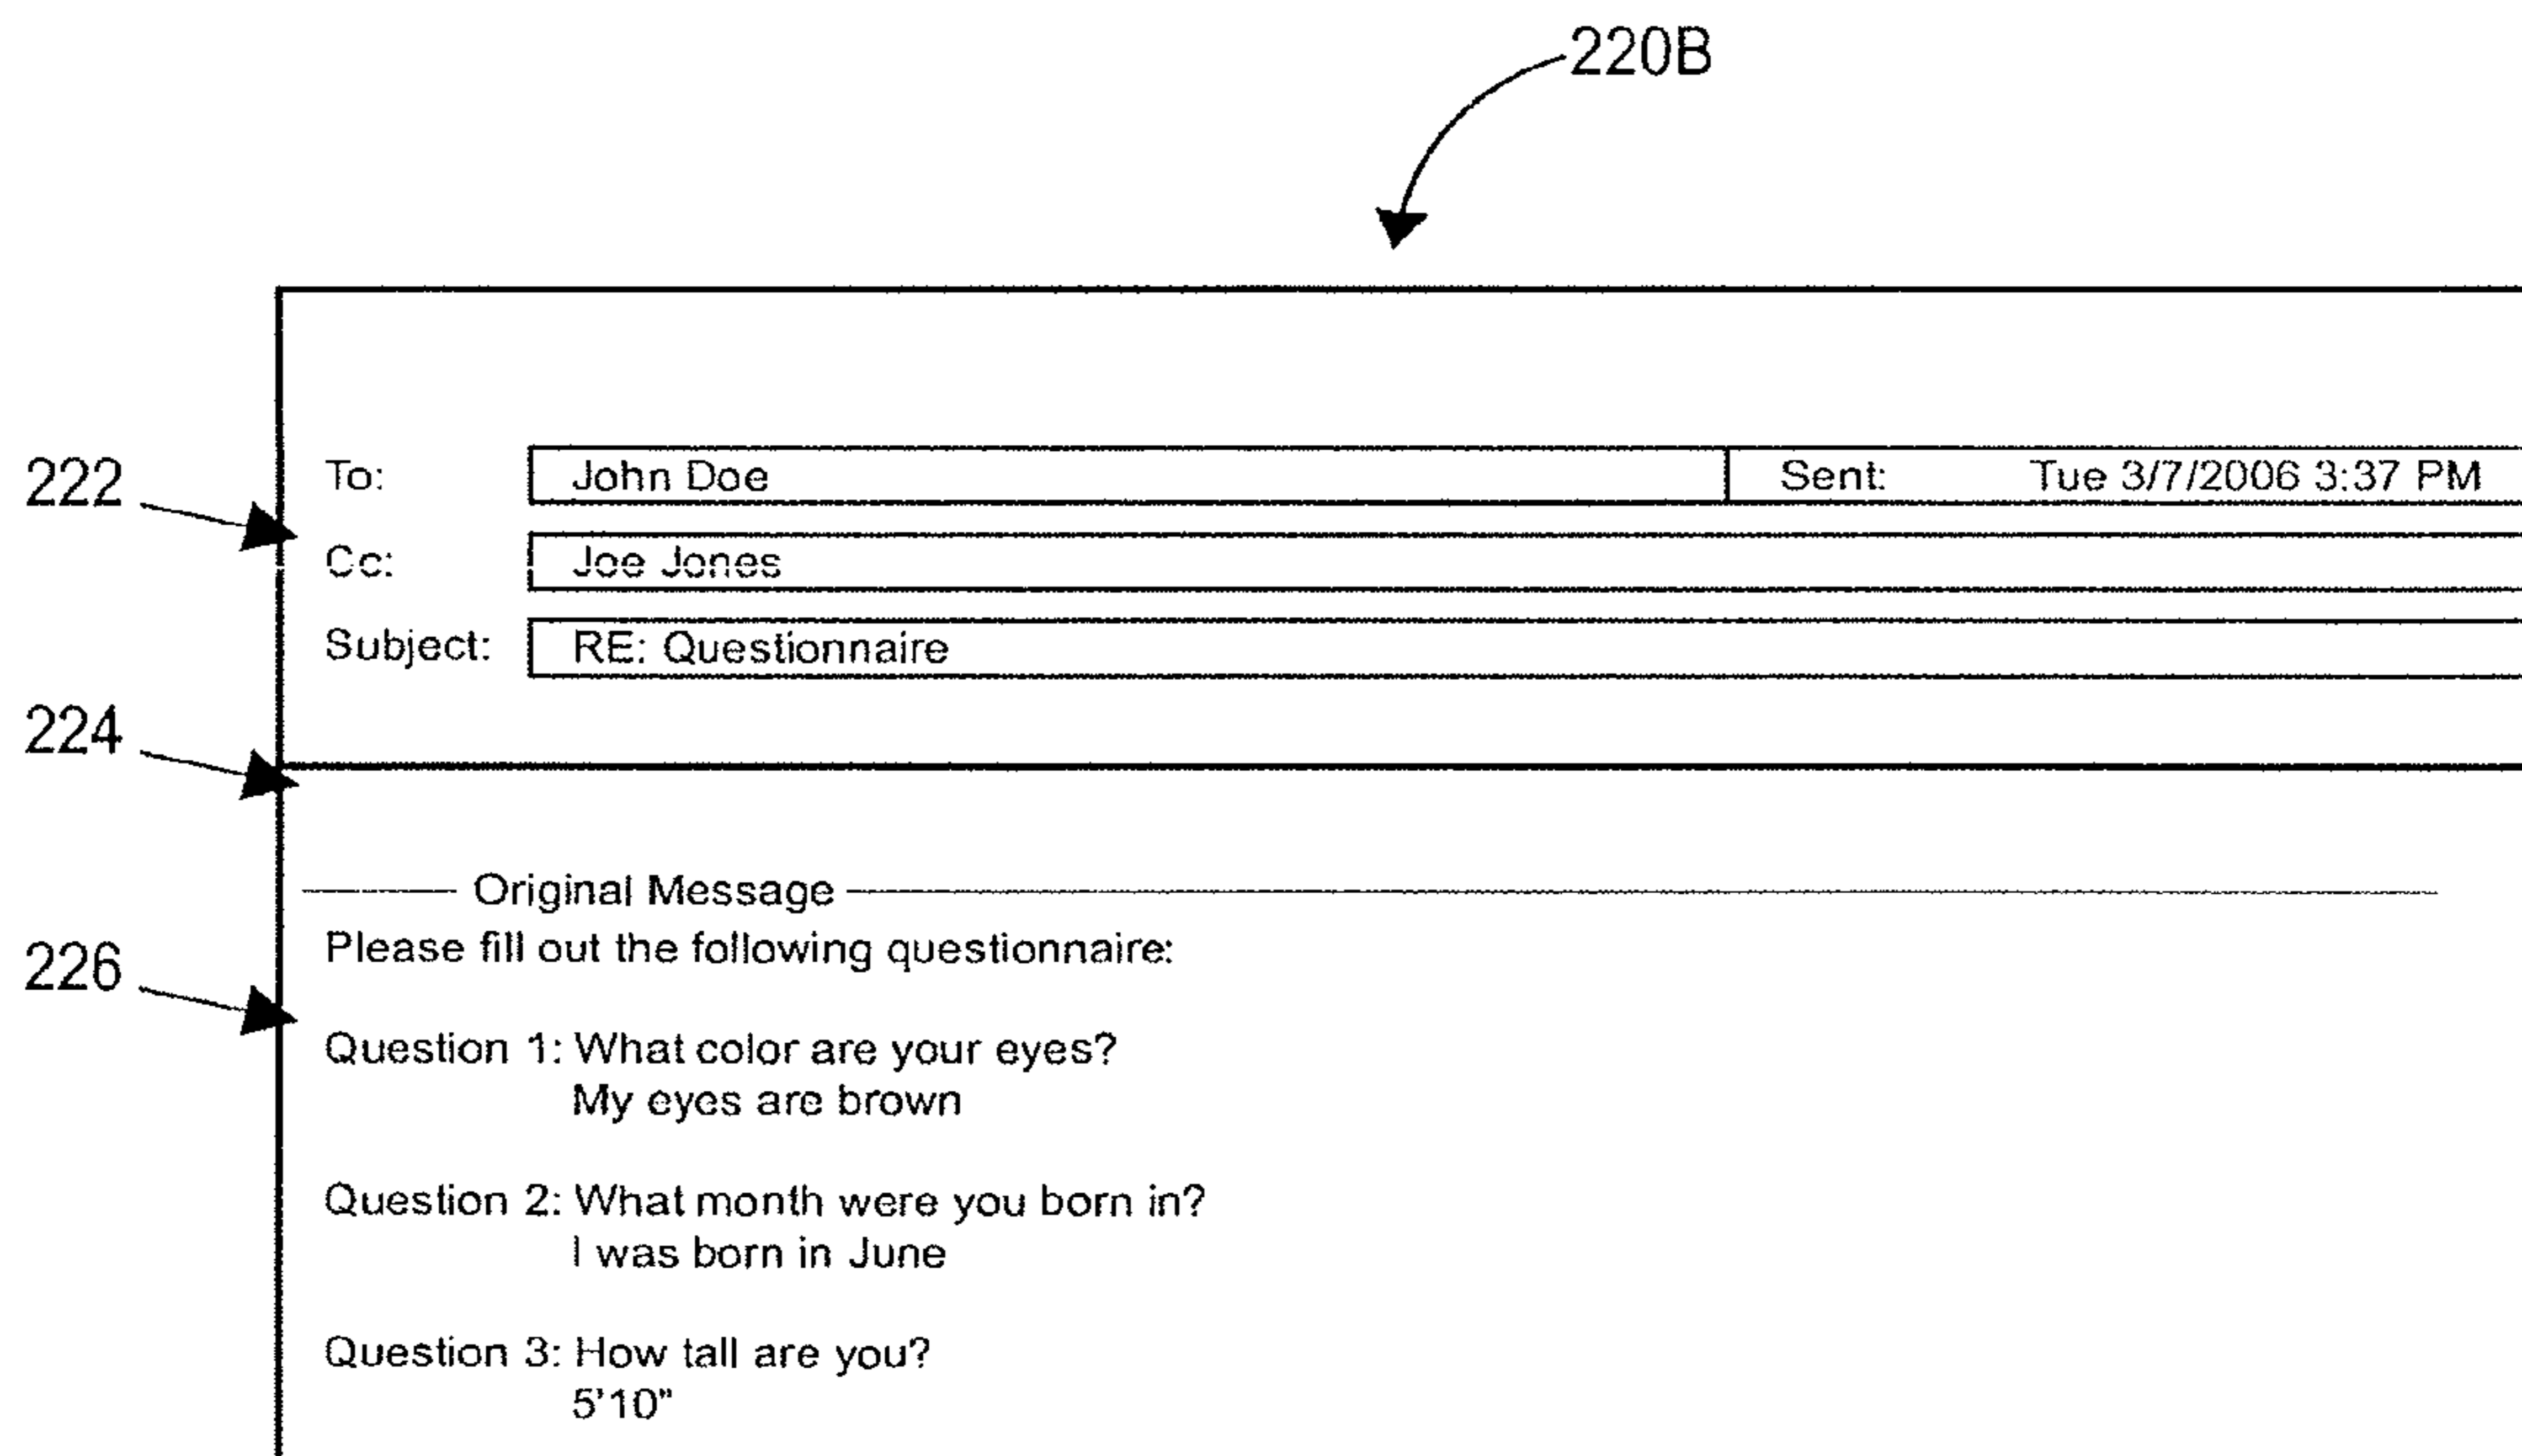 220B
222
To: John Doe Sent: Tue 3/7/2006 3:37 PM
Cc: Joe Jones
Subject: RE: Questionnaire
224
Original Message
Please fill out the following questionnaire:
226
Question 1: What color are your eyes?
My eyes are brown
Question 2: What month were you born in?
I was born in June
Question 3: How tall are you?
5'10"